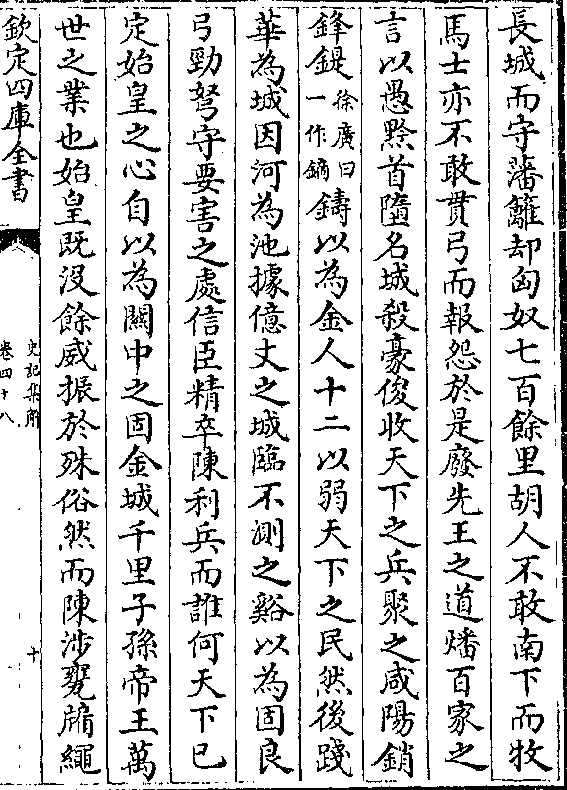 長城而守藩籬却匈奴七百餘里胡人不敢南下而牧
馬士亦不敢貫弓而報怨於是廢先王之道燔百家之
言以愚黔首墮名城殺豪俊收天下之兵聚之咸陽銷
鋒鍉徐廣曰一作鏑鑄以為金人十二以弱天下之民然後踐
華為城因河為池據億丈之城臨不測之谿以為固良
弓勁弩守要害之處信臣精卒陳利兵而誰何天下已
定始皇之心自以為關中之固金城千里子孫帝王萬
世之業也始皇既沒餘威振於殊俗然而陳涉甕牖繩
欽定四庫全書
史記集解
卷四十八
十